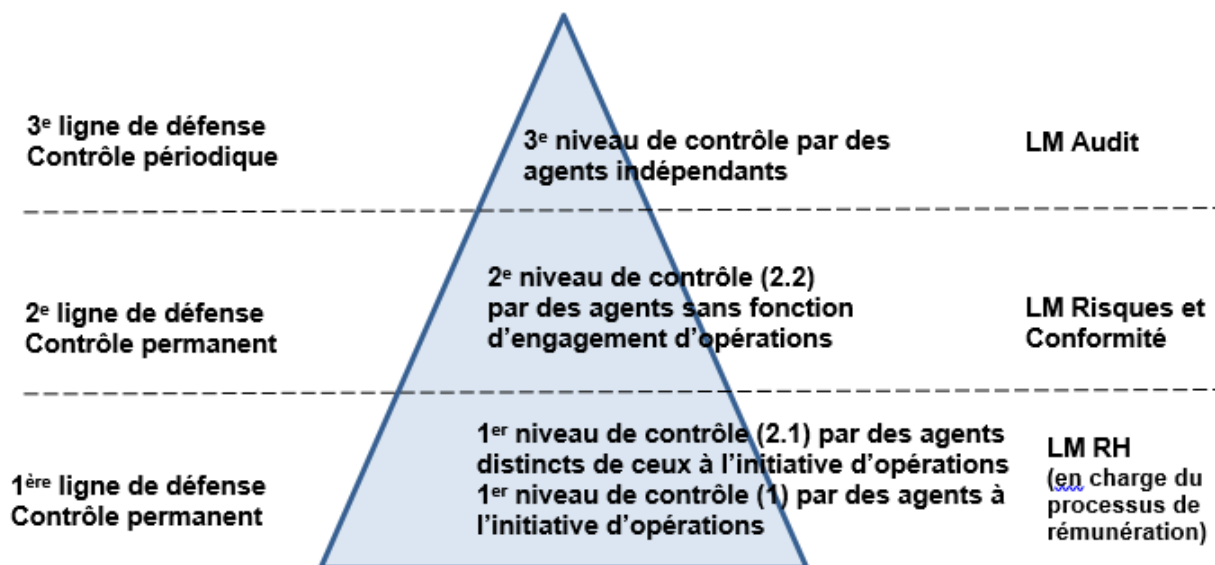 3e ligne de défense
Contrôle périodique
3e niveau de contrôle par des
agents indépendants
LM Audit
2e ligne de défense
Contrôle permanent
2e niveau de contrôle (2.2)
par des agents sans fonction
d'engagement d'opérations
LM Risques et
Conformité
1ère ligne de défense
Contrôle permanent
1er niveau de contrôle (2.1) par des agents
distincts de ceux à l'initiative d'opérations
1er niveau de contrôle (1) par des agents à
l'initiative d'opérations
LM RH
(en charge du
processus de
rémunération)